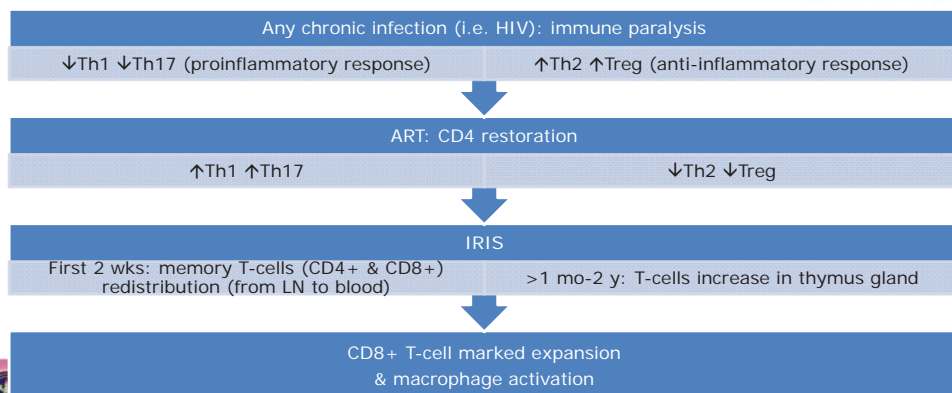 Any chronic infection (i.e. HIV): immune paralysis
↓Th1 ↓Th17 (proinflammatory response)
↑Th2 ↑Treg (anti-inflammatory response)
ART: CD4 restoration
↑Th1 ↑Th17
↓Th2 ↓Treg
IRIS
First 2 wks: memory T-cells (CD4+ & CD8+)
redistribution (from LN to blood)
>1 mo-2 y: T-cells increase in thymus gland
CD8+ T-cell marked expansion
& macrophage activation